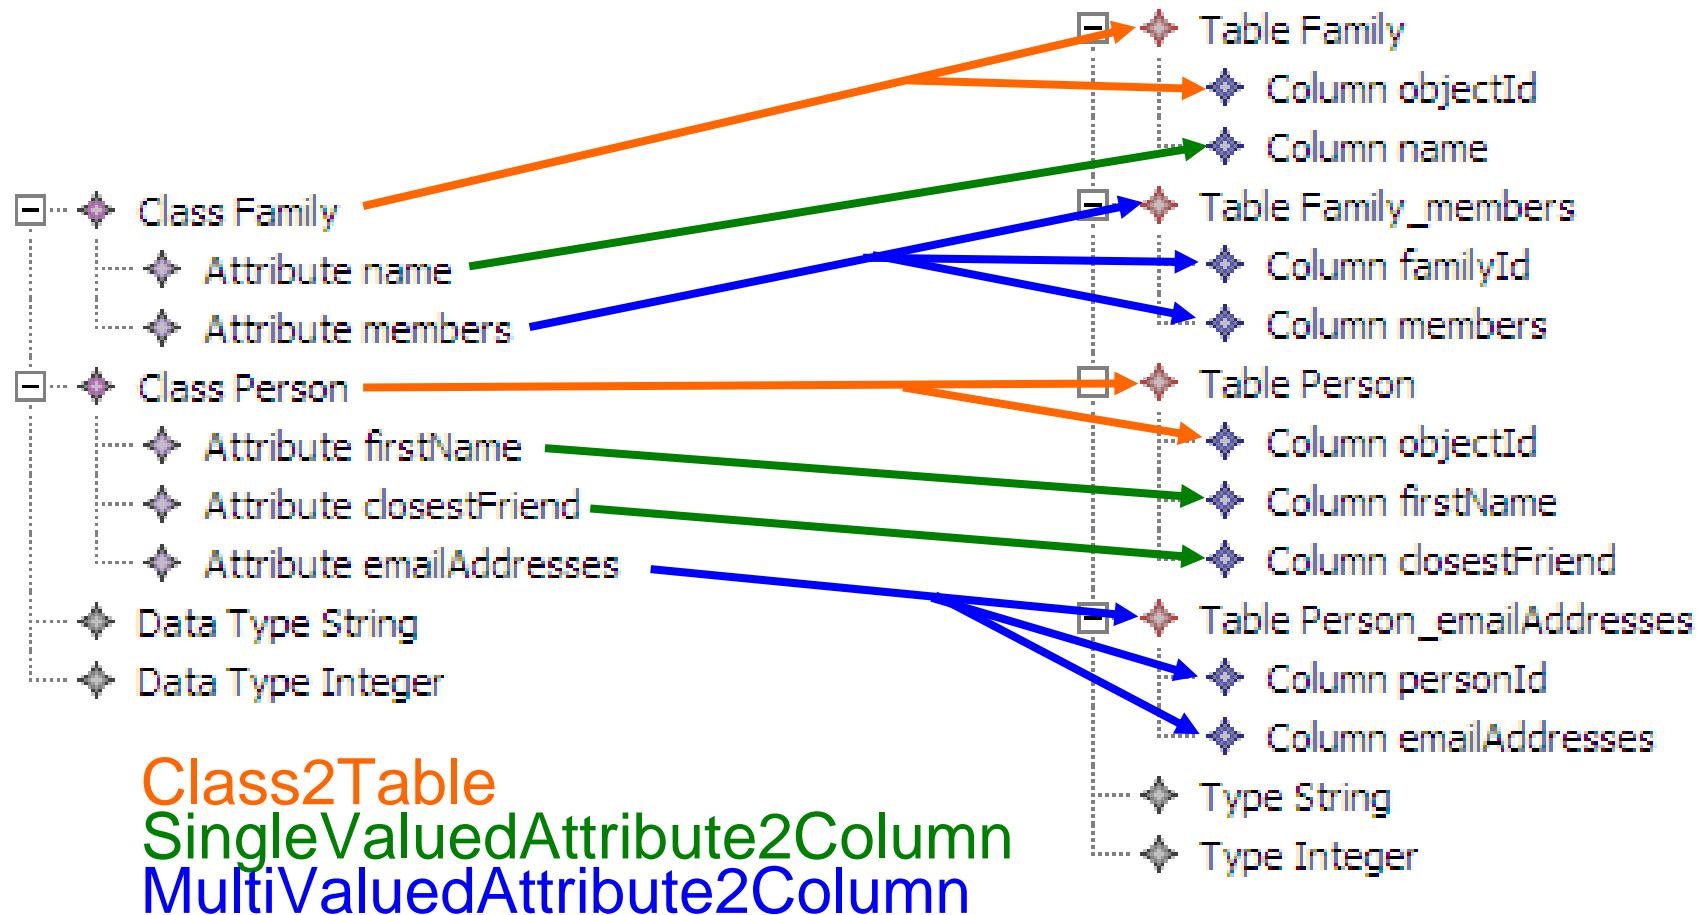 Class Family
Attribute name
Attribute members
Class Person
Attribute firstName
Attribute closestFriend
Attribute emailAddresses
Data Type String
Data Type Integer
Table Family
Column objectId
Column name
Table Family_members
Column familyId
Column members
Table Person
Column objectId
Column firstName
Column closestFriend
Table Person_emailAddresses
Column personId
Column emailAddresses
Type String
Type Integer
Class2Table
SingleValuedAttribute2Column
MultiValuedAttribute2Column